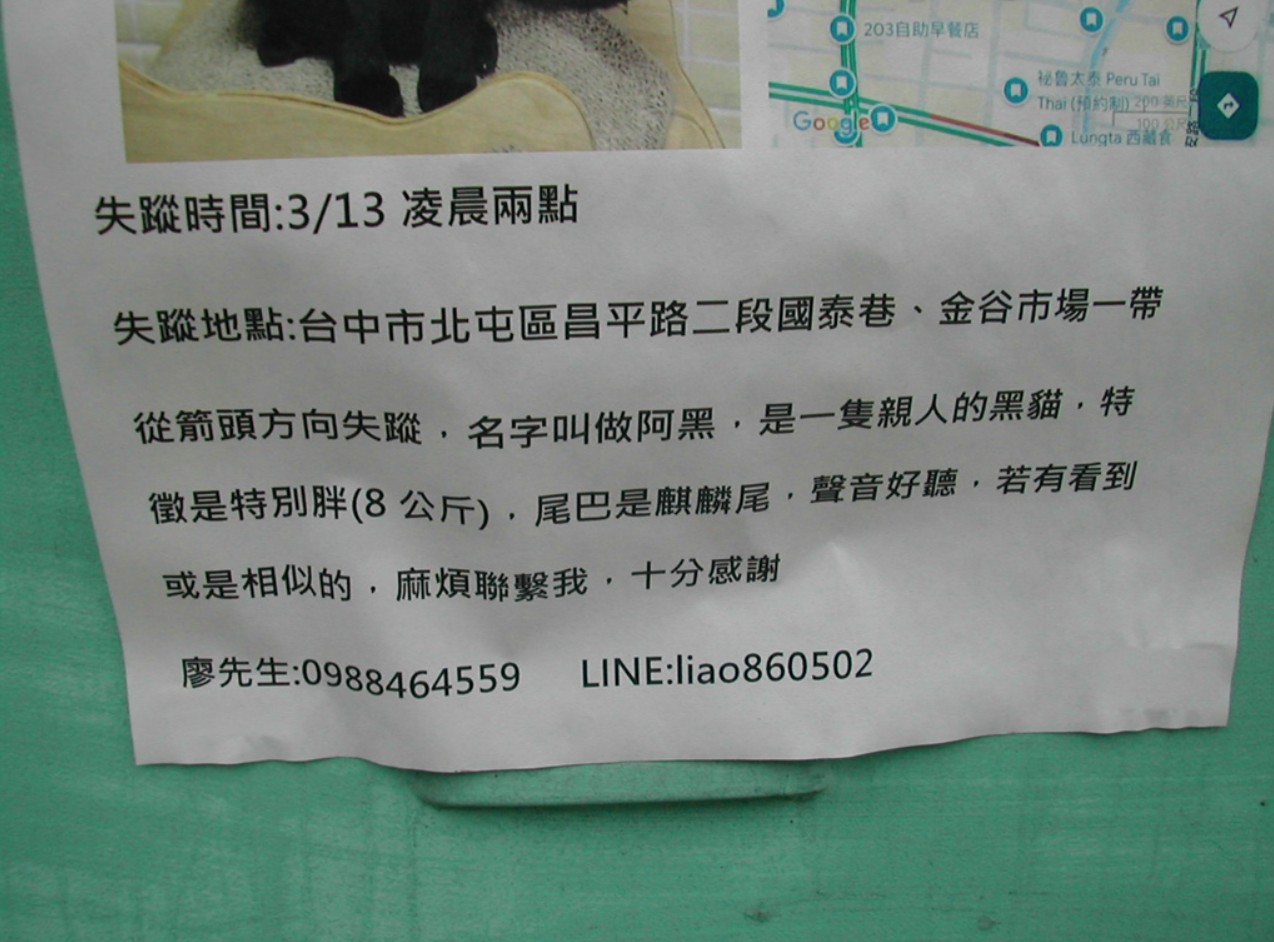 203自助早餐店
祕魯太泰 Peru Tai
Thai (預約制)
200 英尺
100 公尺
Google
Lungta 西藏食
失蹤時間:3/13 凌晨兩點
失蹤地點:台中市北屯區昌平路二段國泰巷、金谷市場一帶
從箭頭方向失蹤，名字叫做阿黑，是一隻親人的黑貓，特
徵是特別胖(8 公斤)，尾巴是麒麟尾，聲音好聽，若有看到
或是相似的，麻煩聯繫我，十分感謝
廖先生:0988464559 LINE:liao860502